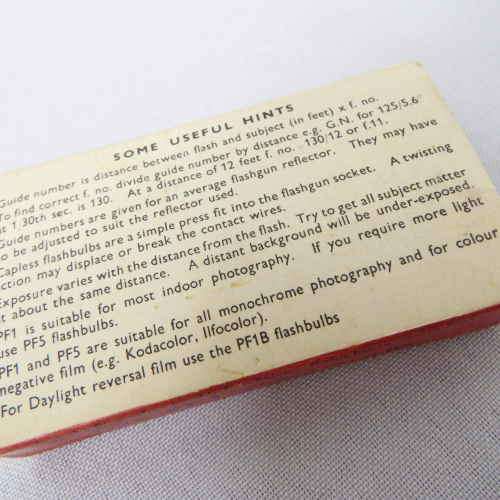 SOME USEFUL HINTS
Guide number is distance between flash and subject (in feet) x f. no.
To find correct f. no. divide guide number by distance e.g. G.N. for 125/5.6°
at 1 30th sec. is 130. At a distance of 12 feet f. no. 130/12 or f.11.
Guide numbers are given for an average flashgun reflector. They may have
to be adjusted to suit the reflector used.
Capless flashbulbs are a simple press fit into the flashgun socket. A twisting
action may displace or break the contact wires.
Exposure varies with the distance from the flash. Try to get all subject matter
at about the same distance. A distant background will be under-exposed.
PF1 is suitable for most indoor photography. If you require more light
use PF5 flashbulbs.
PF1 and PF5 are suitable for all monochrome photography and for colour
negative film (e.g. Kodacolor, Ilfocolor).
For Daylight reversal film use the PF1B flashbulbs